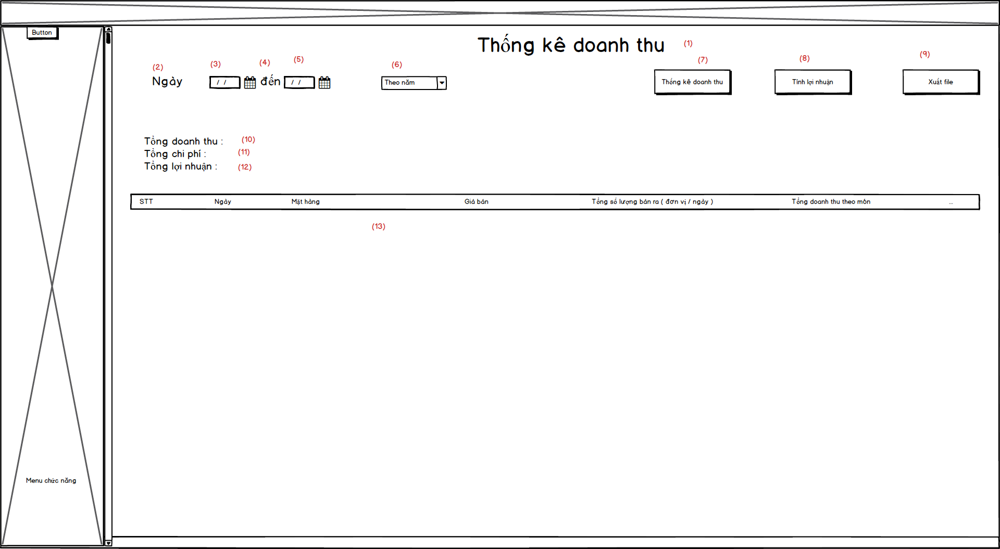 Button
Thống kê doanh thu (1)
(2) (3) (4) (5) (6) (7) (8) (9)
Ngày / / đến / / Theo năm Thống kê doanh thu Tính lợi nhuận Xuất file
Tổng doanh thu : (10)
Tổng chi phí : (11)
Tổng lợi nhuận : (12)
STT Ngày Mặt hàng Giá bán Tổng số lượng bán ra ( đơn vị / ngày ) Tổng doanh thu theo món ...
(13)
Menu chức năng